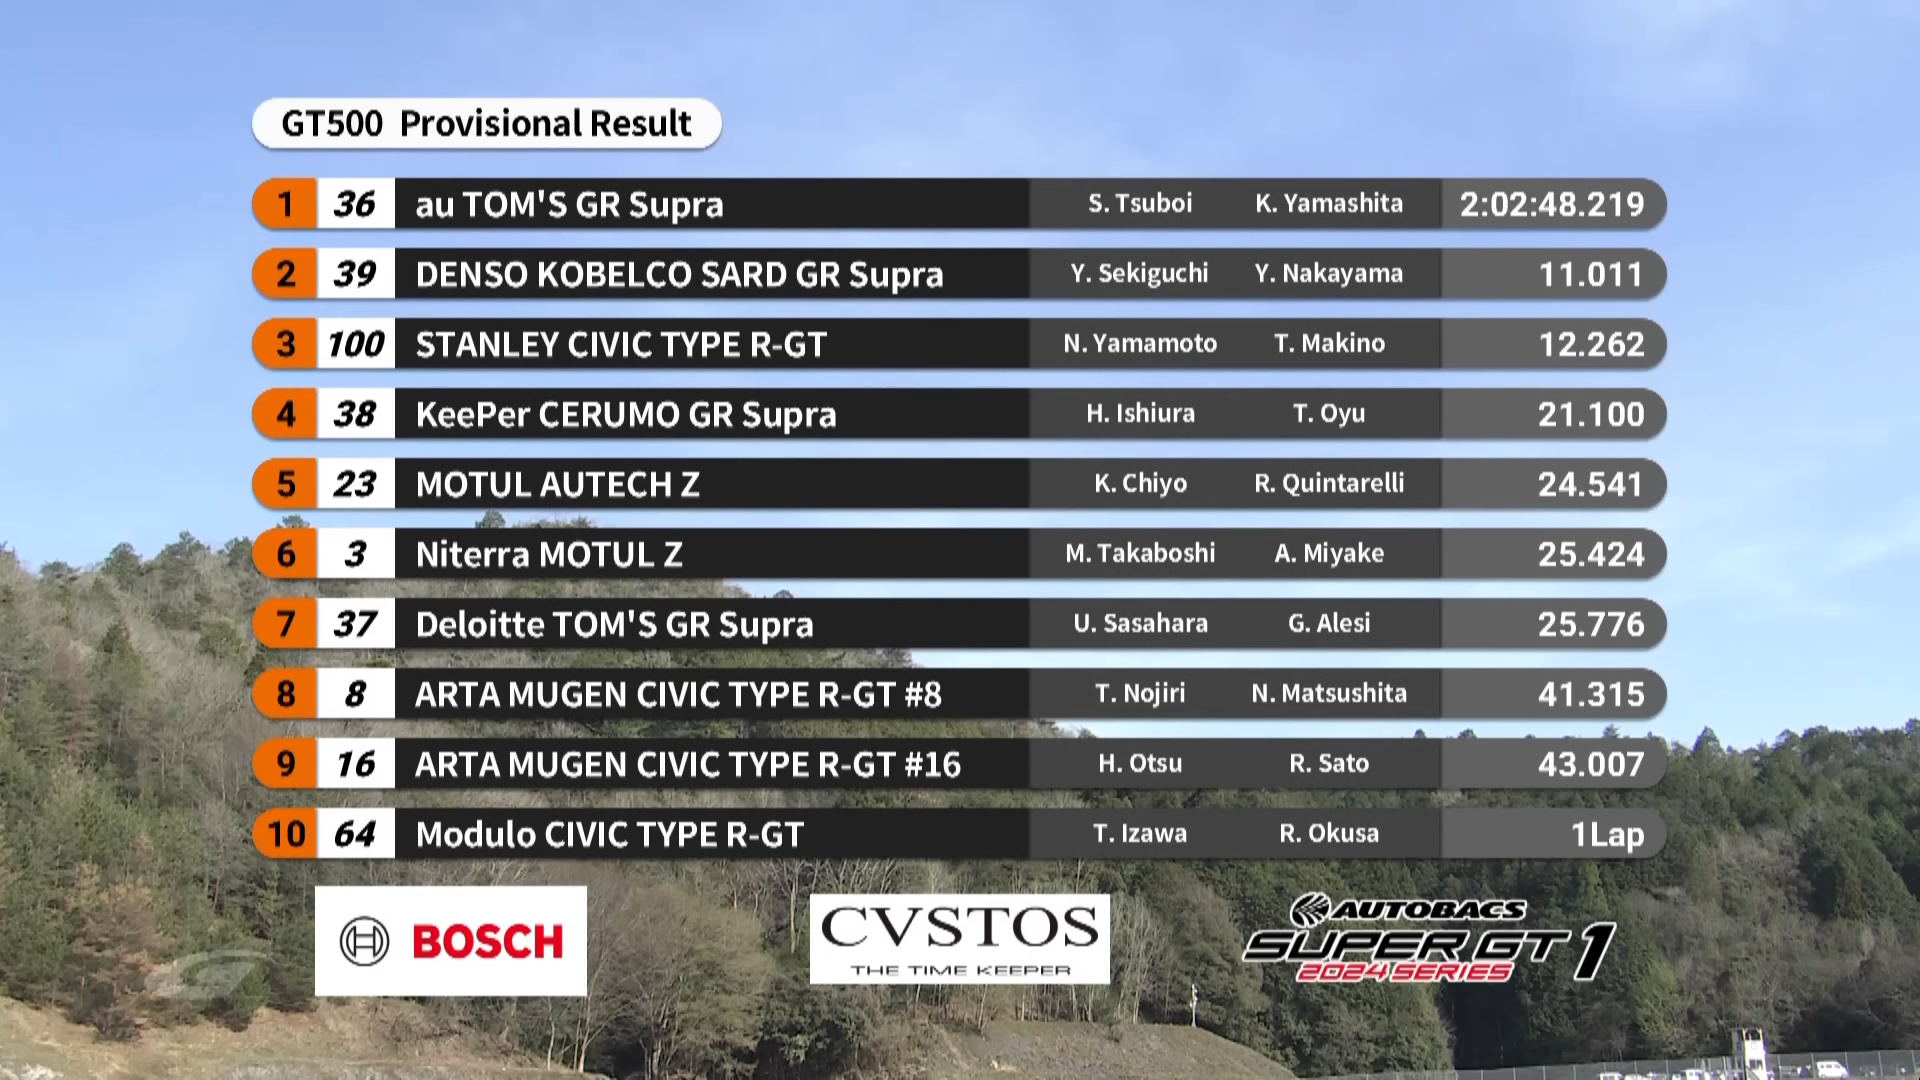 GT500 Provisional Result
1 36 au TOM'S GR Supra S. Tsuboi K. Yamashita 2:02:48.219
2 39 DENSO KOBELCO SARD GR Supra Y. Sekiguchi Y. Nakayama 11.011
3 100 STANLEY CIVIC TYPE R-GT N. Yamamoto T. Makino 12.262
4 38 KeePer CERUMO GR Supra H. Ishiura T. Oyu 21.100
5 23 MOTUL AUTECH Z K. Chiyo R. Quintarelli 24.541
6 3 Niterra MOTUL Z M. Takaboshi A. Miyake 25.424
7 37 Deloitte TOM'S GR Supra U. Sasahara G. Alesi 25.776
8 8 ARTA MUGEN CIVIC TYPE R-GT #8 T. Nojiri N. Matsushita 41.315
9 16 ARTA MUGEN CIVIC TYPE R-GT #16 H. Otsu R. Sato 43.007
10 64 Modulo CIVIC TYPE R-GT T. Izawa R. Okusa 1Lap
BOSCH
CVSTOS
THE TIME KEEPER
AUTOBACS
SUPER GT 1
2024 SERIES